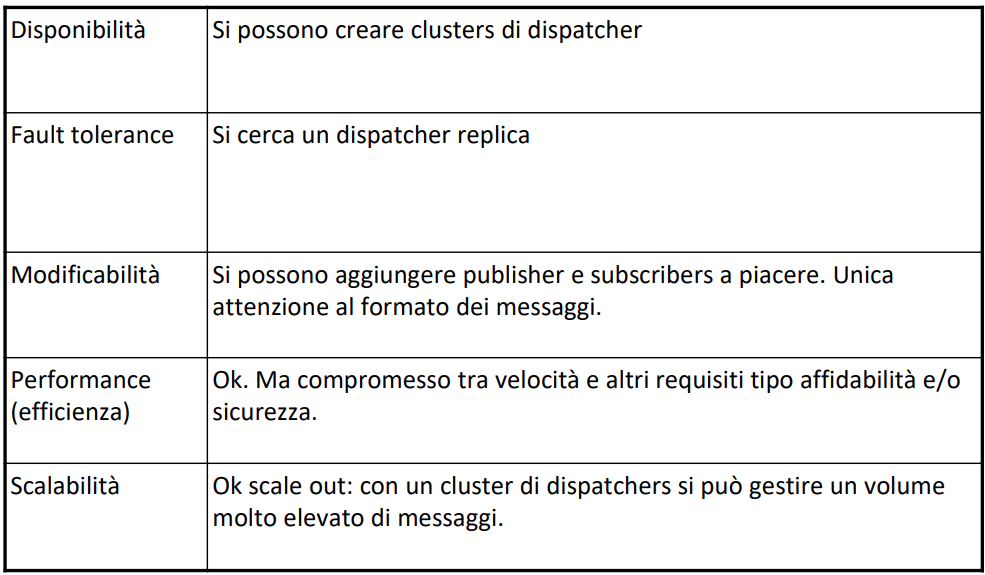 Disponibilità
Si possono creare clusters di dispatcher
Fault tolerance
Si cerca un dispatcher replica
Modificabilità
Si possono aggiungere publisher e subscribers a piacere. Unica
attenzione al formato dei messaggi.
Performance
(efficienza)
Ok. Ma compromesso tra velocità e altri requisiti tipo affidabilità e/o
sicurezza.
Scalabilità
Ok scale out: con un cluster di dispatchers si può gestire un volume
molto elevato di messaggi.